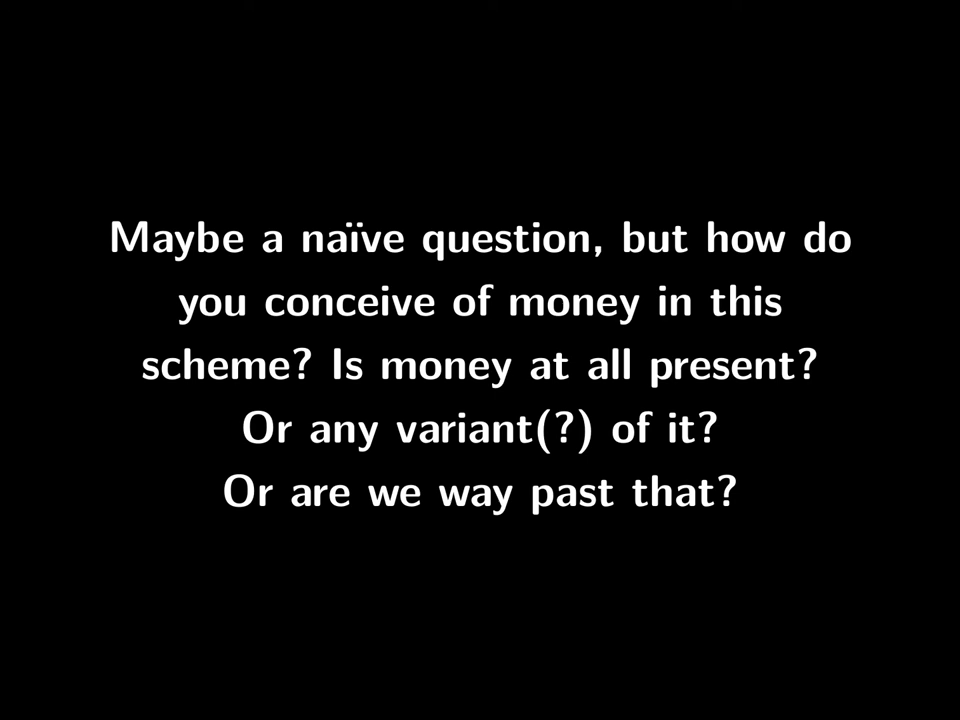 Maybe a naïve question, but how do
you conceive of money in this
scheme? Is money at all present?
Or any variant(?) of it?
Or are we way past that?